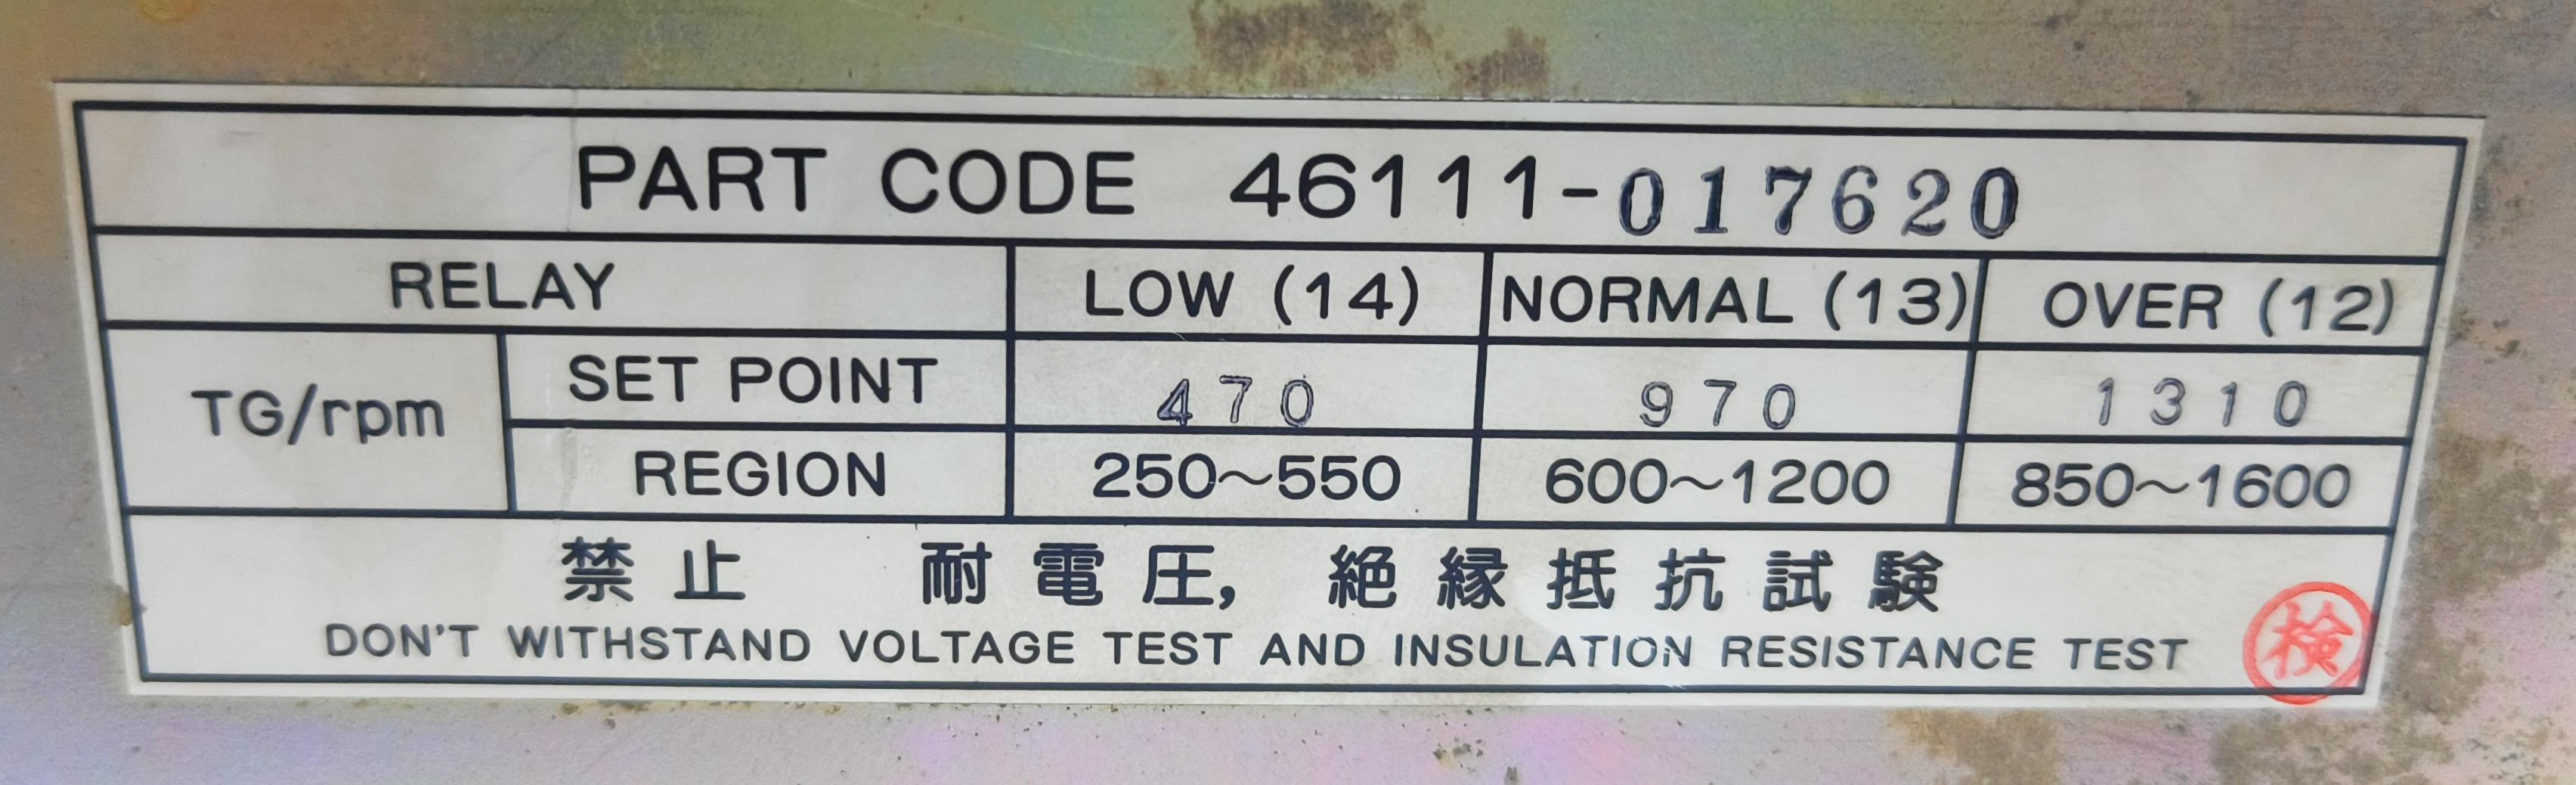 PART CODE 46111-017620
RELAY LOW (14) NORMAL (13) OVER (12)
TG/rpm SET POINT 470 970 1310
REGION 250~550 600~1200 850~1600
禁止 耐電圧, 絶縁抵抗試験
DON'T WITHSTAND VOLTAGE TEST AND INSULATION RESISTANCE TEST
検